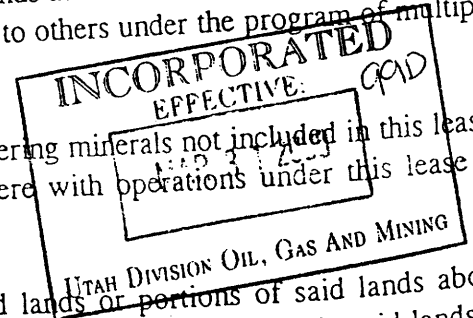 to others under the program of multip
INCORPORATED
EFFECTIVE:
ering minerals not included in this leas
ere with operations under this lease
UTAH DIVISION OIL, GAS AND MINING
d lands or portions of said lands abo